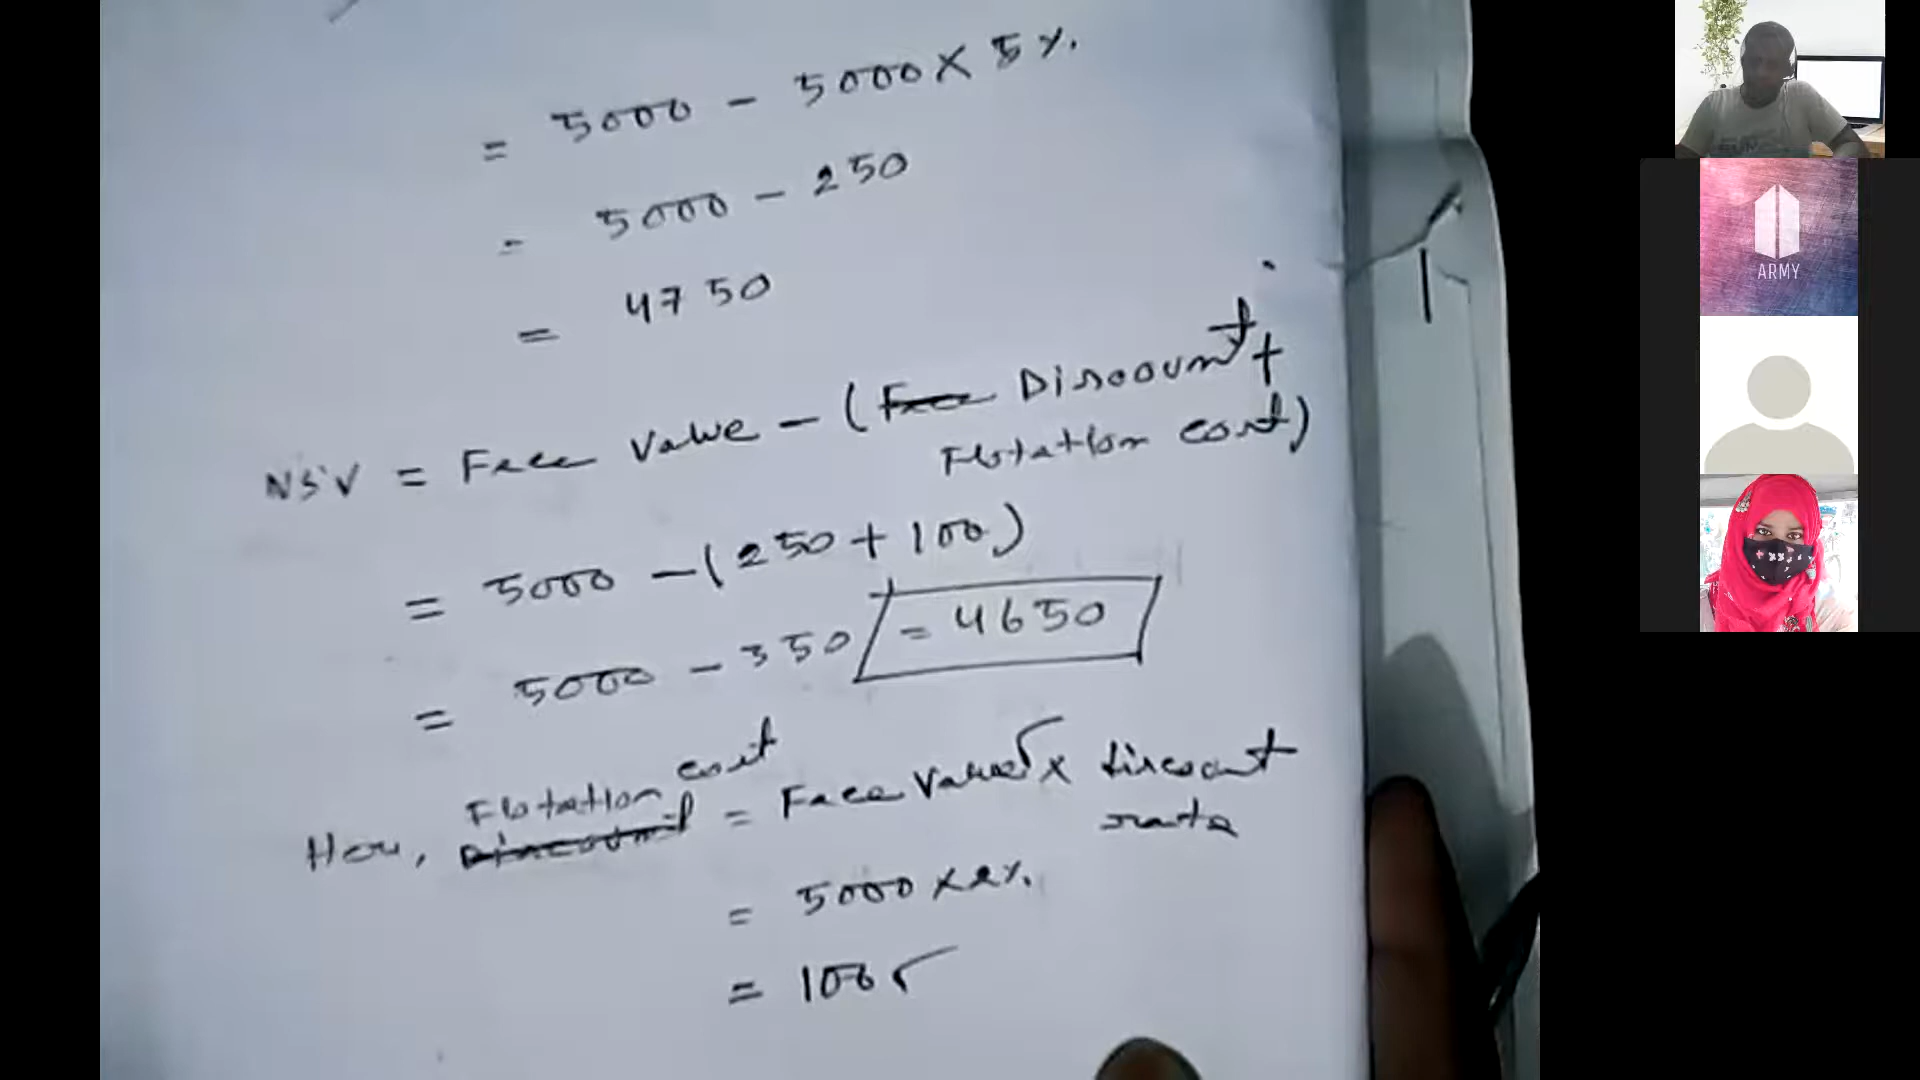 = 5000 - 5000 X 5%.
= 5000 - 250
= 4750
NSV = Face Value - (Face Discount +
Flotation cost)
= 5000 - (250 + 100)
= 5000 - 350 = 4650
Flotation cost
Here, Discount = Face Value x discount
rate
= 5000 x 2%.
= 100
ARMY